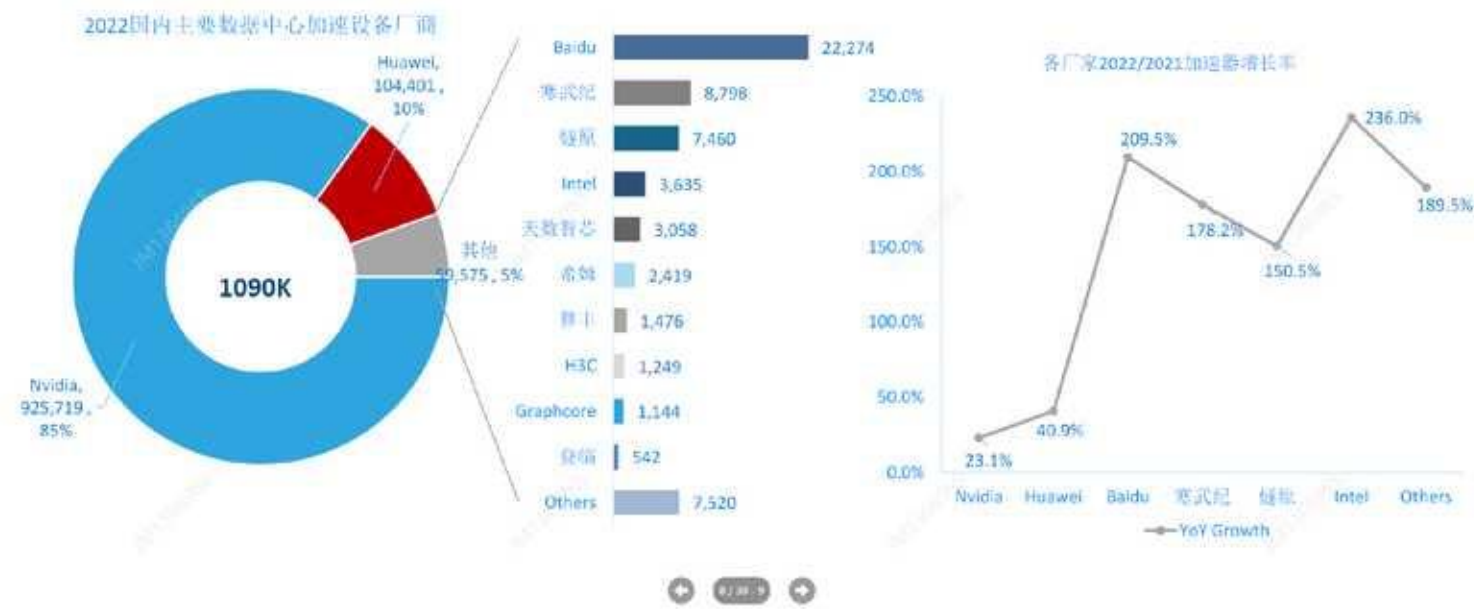 2022国内主要数据中心加速设备厂商
Huawei,
104,401,
10%
其他
59,575, 5%
1090K
Nvidia,
925,719,
85%
Baidu 22,274
寒武纪 8,798
燧原 7,460
Intel 3,635
天数智芯 3,058
2,419
1,476
H3C 1,249
Graphcore 1,144
登临 542
Others 7,520
各厂家2022/2021加速器增长率
250.0%
200.0%
150.0%
100.0%
50.0%
0.0%
23.1%
40.9%
209.5%
178.2%
150.5%
236.0%
189.5%
Nvidia Huawei Baidu 寒武纪 燧原 Intel Others
YoY Growth